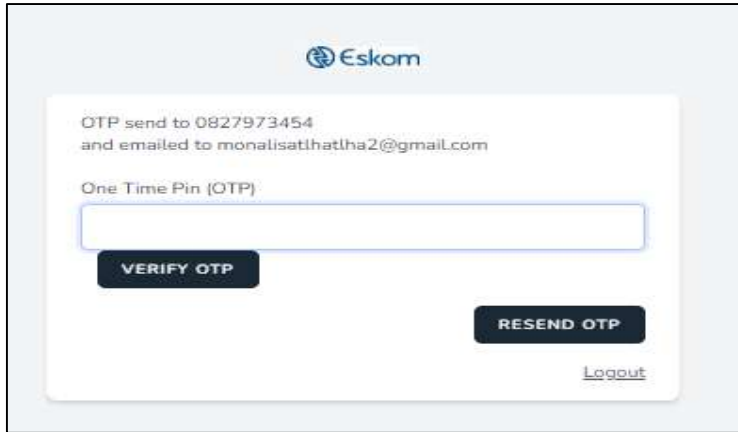 Eskom
OTP send to 0827973454
and emailed to monalisatlhatlha2@gmail.com
One Time Pin (OTP)
VERIFY OTP
RESEND OTP
Logout